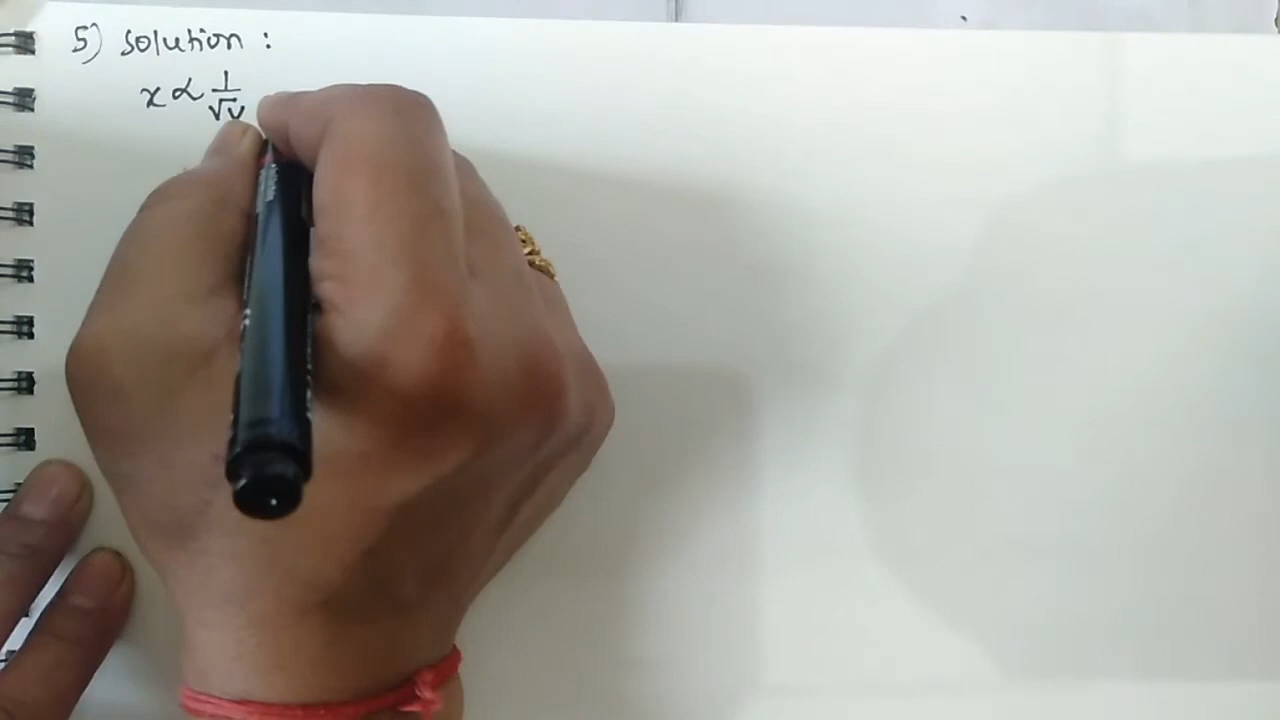 5) Solution :
x ∝ 1/√v